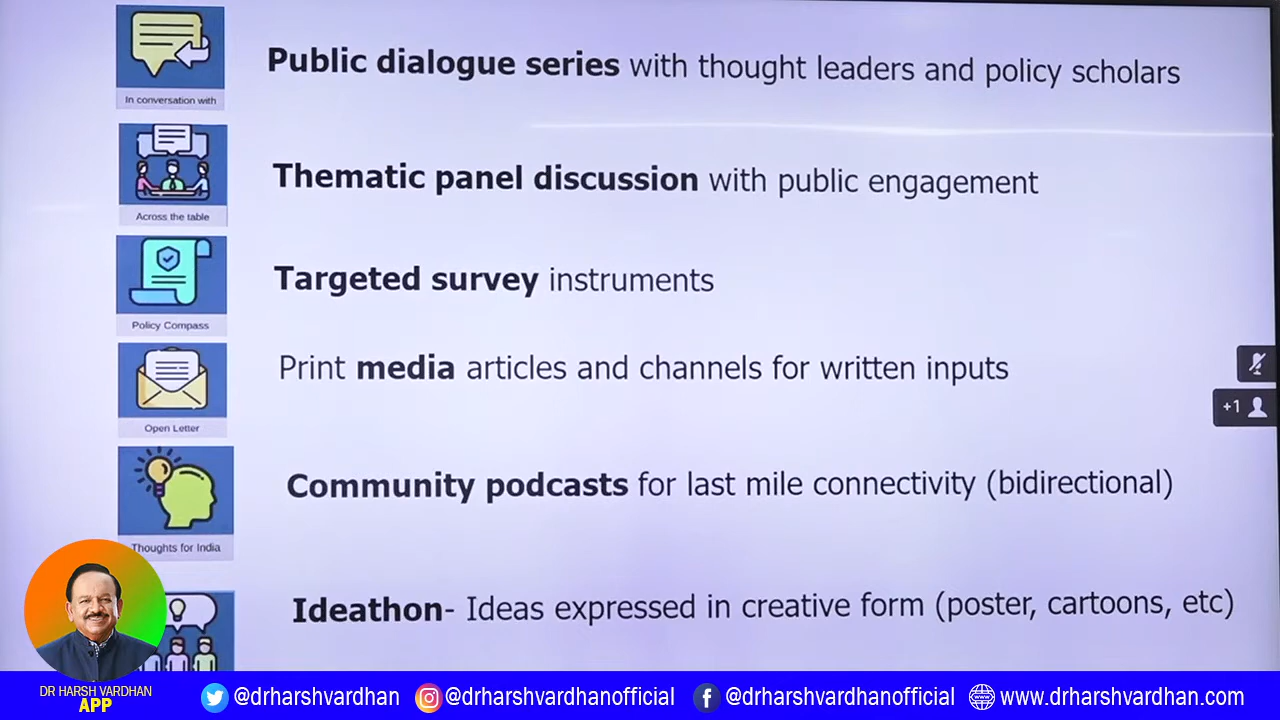 Public dialogue series with thought leaders and policy scholars
In conversation with
Thematic panel discussion with public engagement
Across the table
Targeted survey instruments
Policy Compass
Print media articles and channels for written inputs
+1
Open Letter
Community podcasts for last mile connectivity (bidirectional)
Thoughts for India
Ideathon- Ideas expressed in creative form (poster, cartoons, etc)
DR HARSH VARDHAN
APP
@drharshvardhan @drharshvardhanofficial @drharshvardhanofficial www.drharshvardhan.com